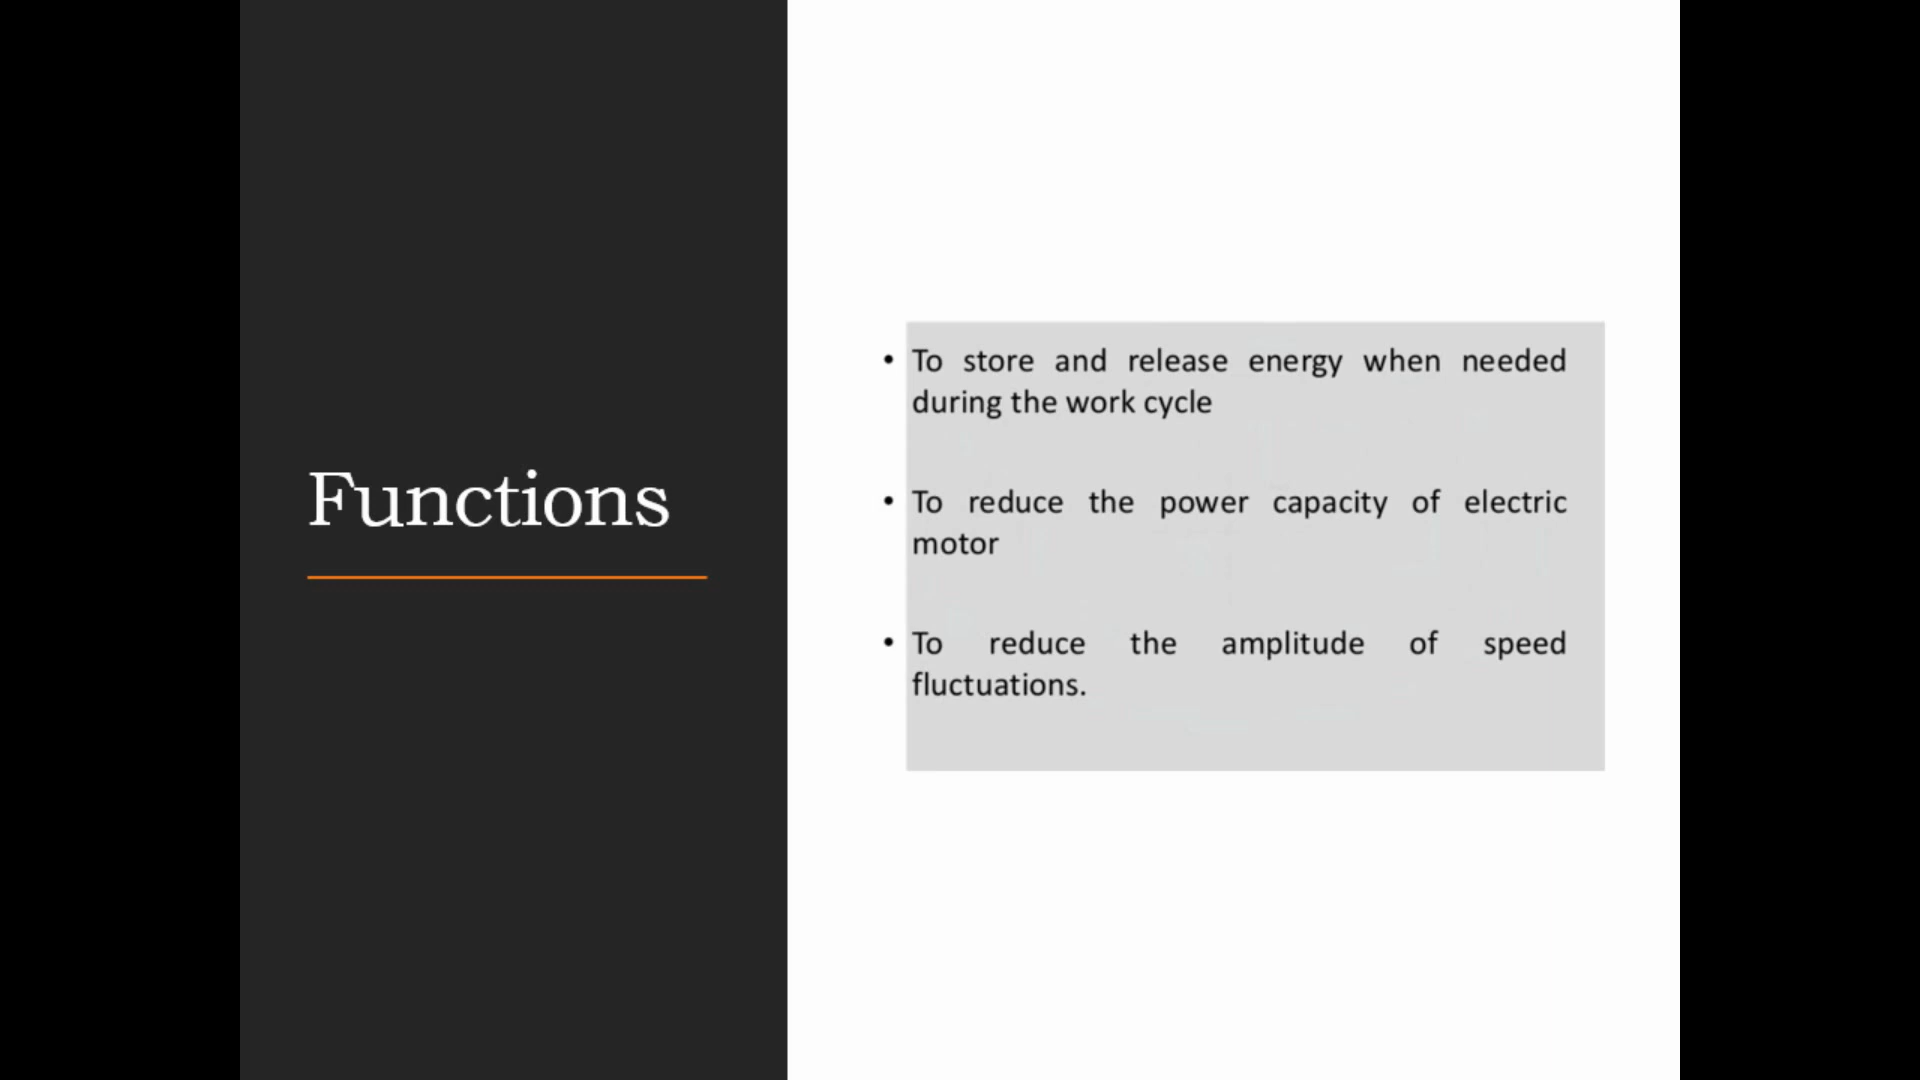 Functions
• To store and release energy when needed
during the work cycle
• To reduce the power capacity of electric
motor
• To reduce the amplitude of speed
fluctuations.